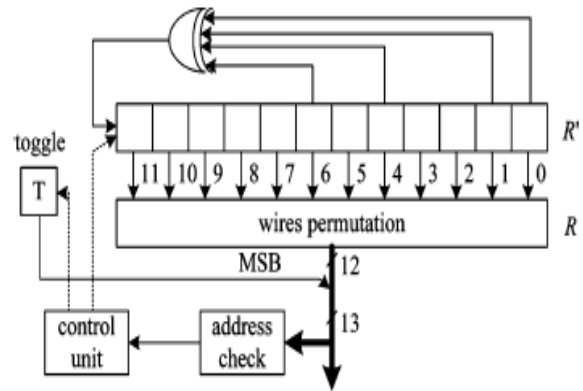 R'
toggle
11 10 9 8 7 6 5 4 3 2 1 0
T
wires permutation
R
MSB
12
13
control
unit
address
check